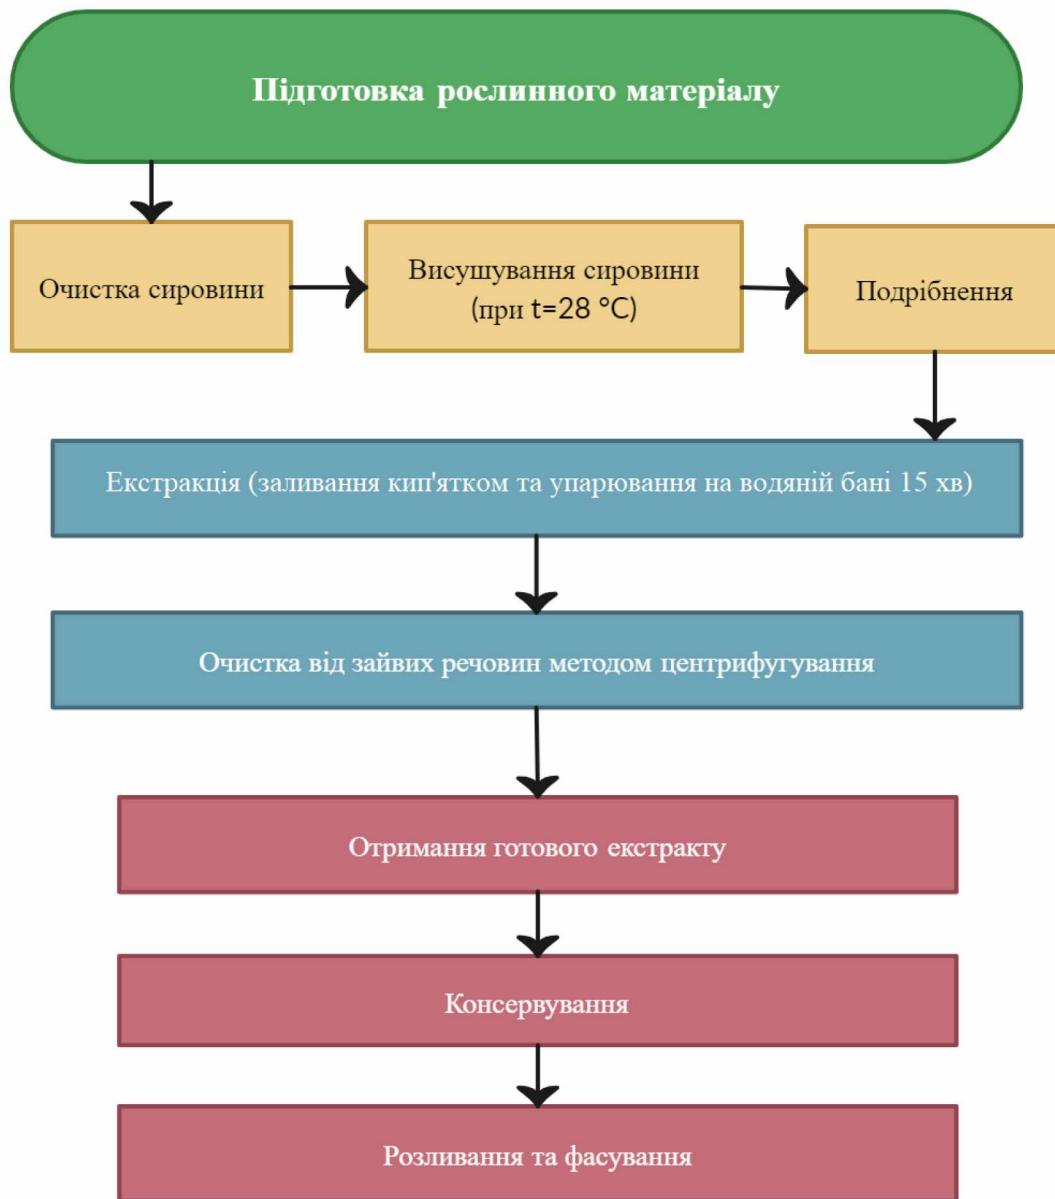 Підготовка рослинного матеріалу
Очистка сировини
Висушування сировини
(при t=28 °C)
Подрібнення
Екстракція (заливання кип'ятком та упарювання на водяній бані 15 хв)
Очистка від зайвих речовин методом центрифугування
Отримання готового екстракту
Консервування
Розливання та фасування